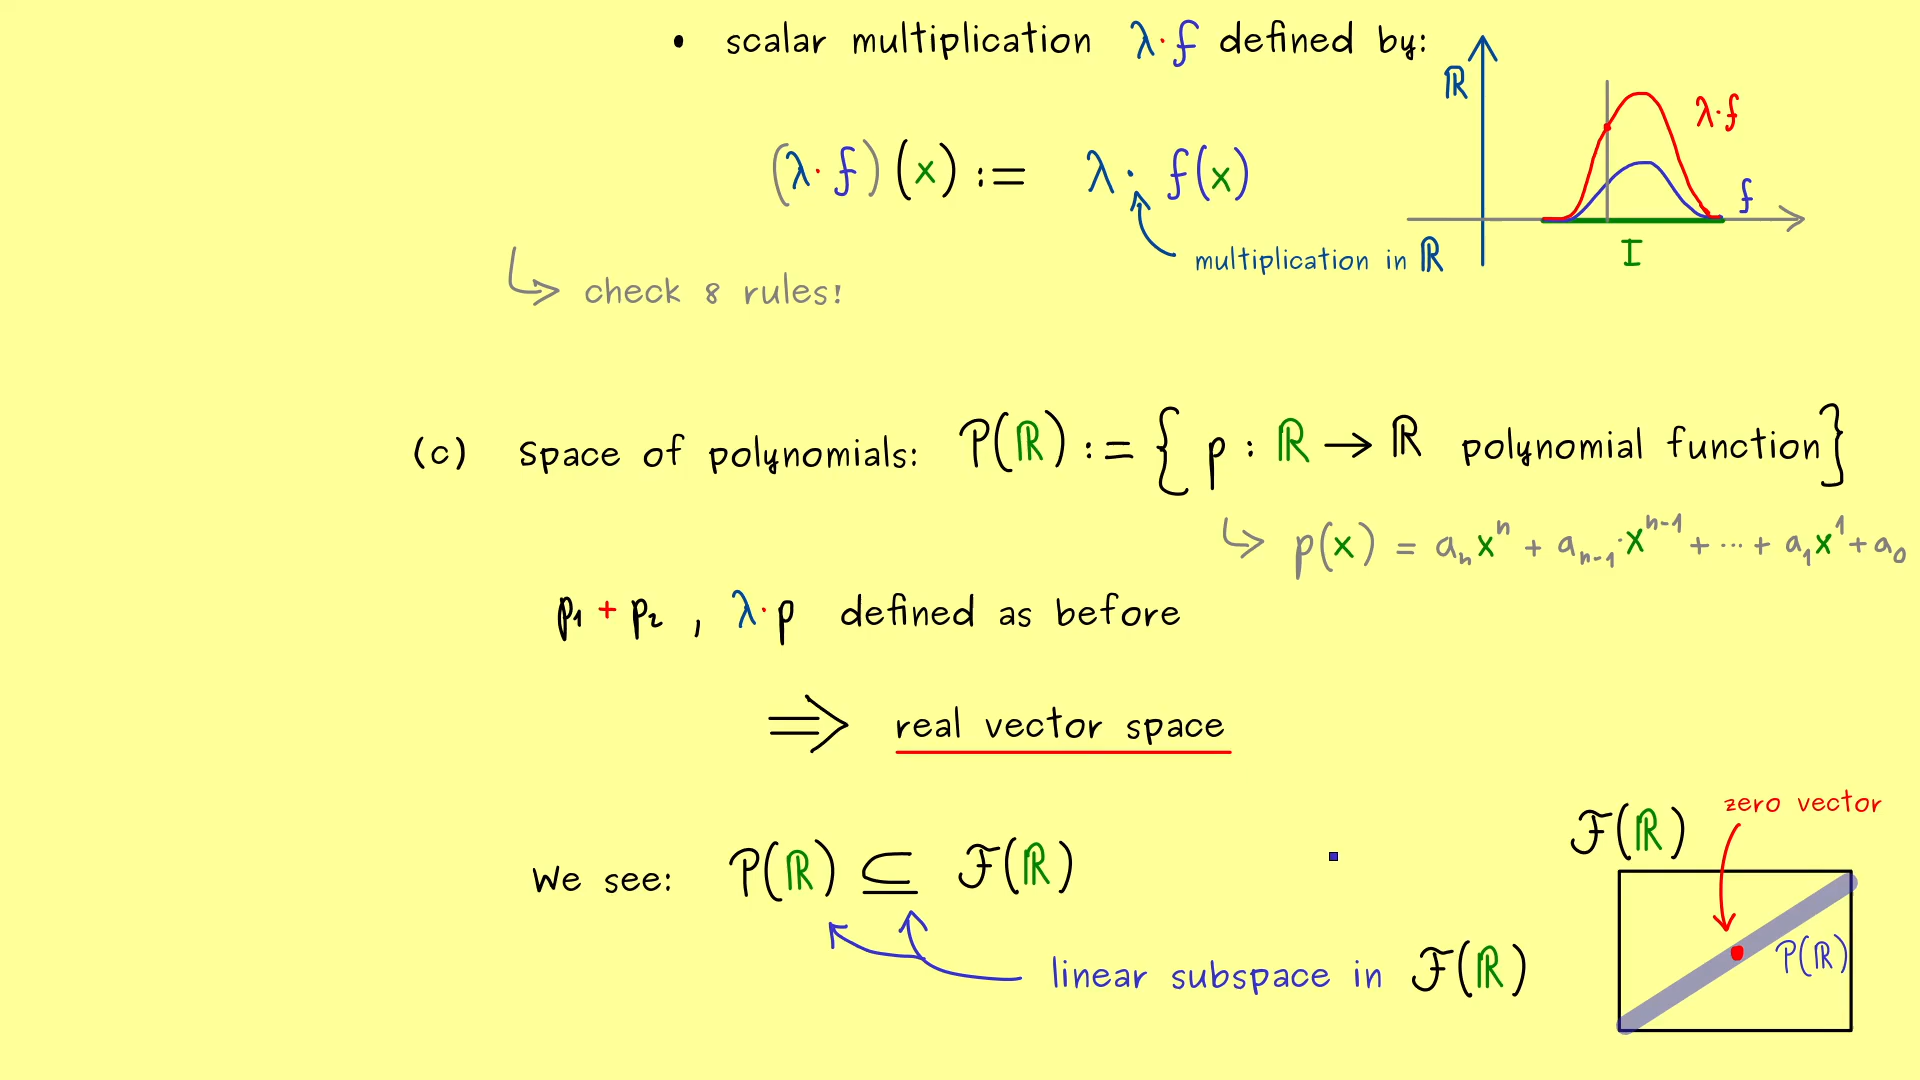 • scalar multiplication λ·f defined by:
ℝ
λ·f
(λ·f)(x) := λ · f(x)
f
multiplication in ℝ
I
↳ check 8 rules!
(c) Space of polynomials: P(ℝ) := { p : ℝ → ℝ polynomial function }
↳ p(x) = aₙxⁿ + aₙ₋₁·xⁿ⁻¹ + ··· + a₁x¹ + a₀
p₁ + p₂ , λ·p defined as before
⟹ real vector space
zero vector
ℱ(ℝ)
We see: P(ℝ) ⊆ ℱ(ℝ)
P(ℝ)
linear subspace in ℱ(ℝ)